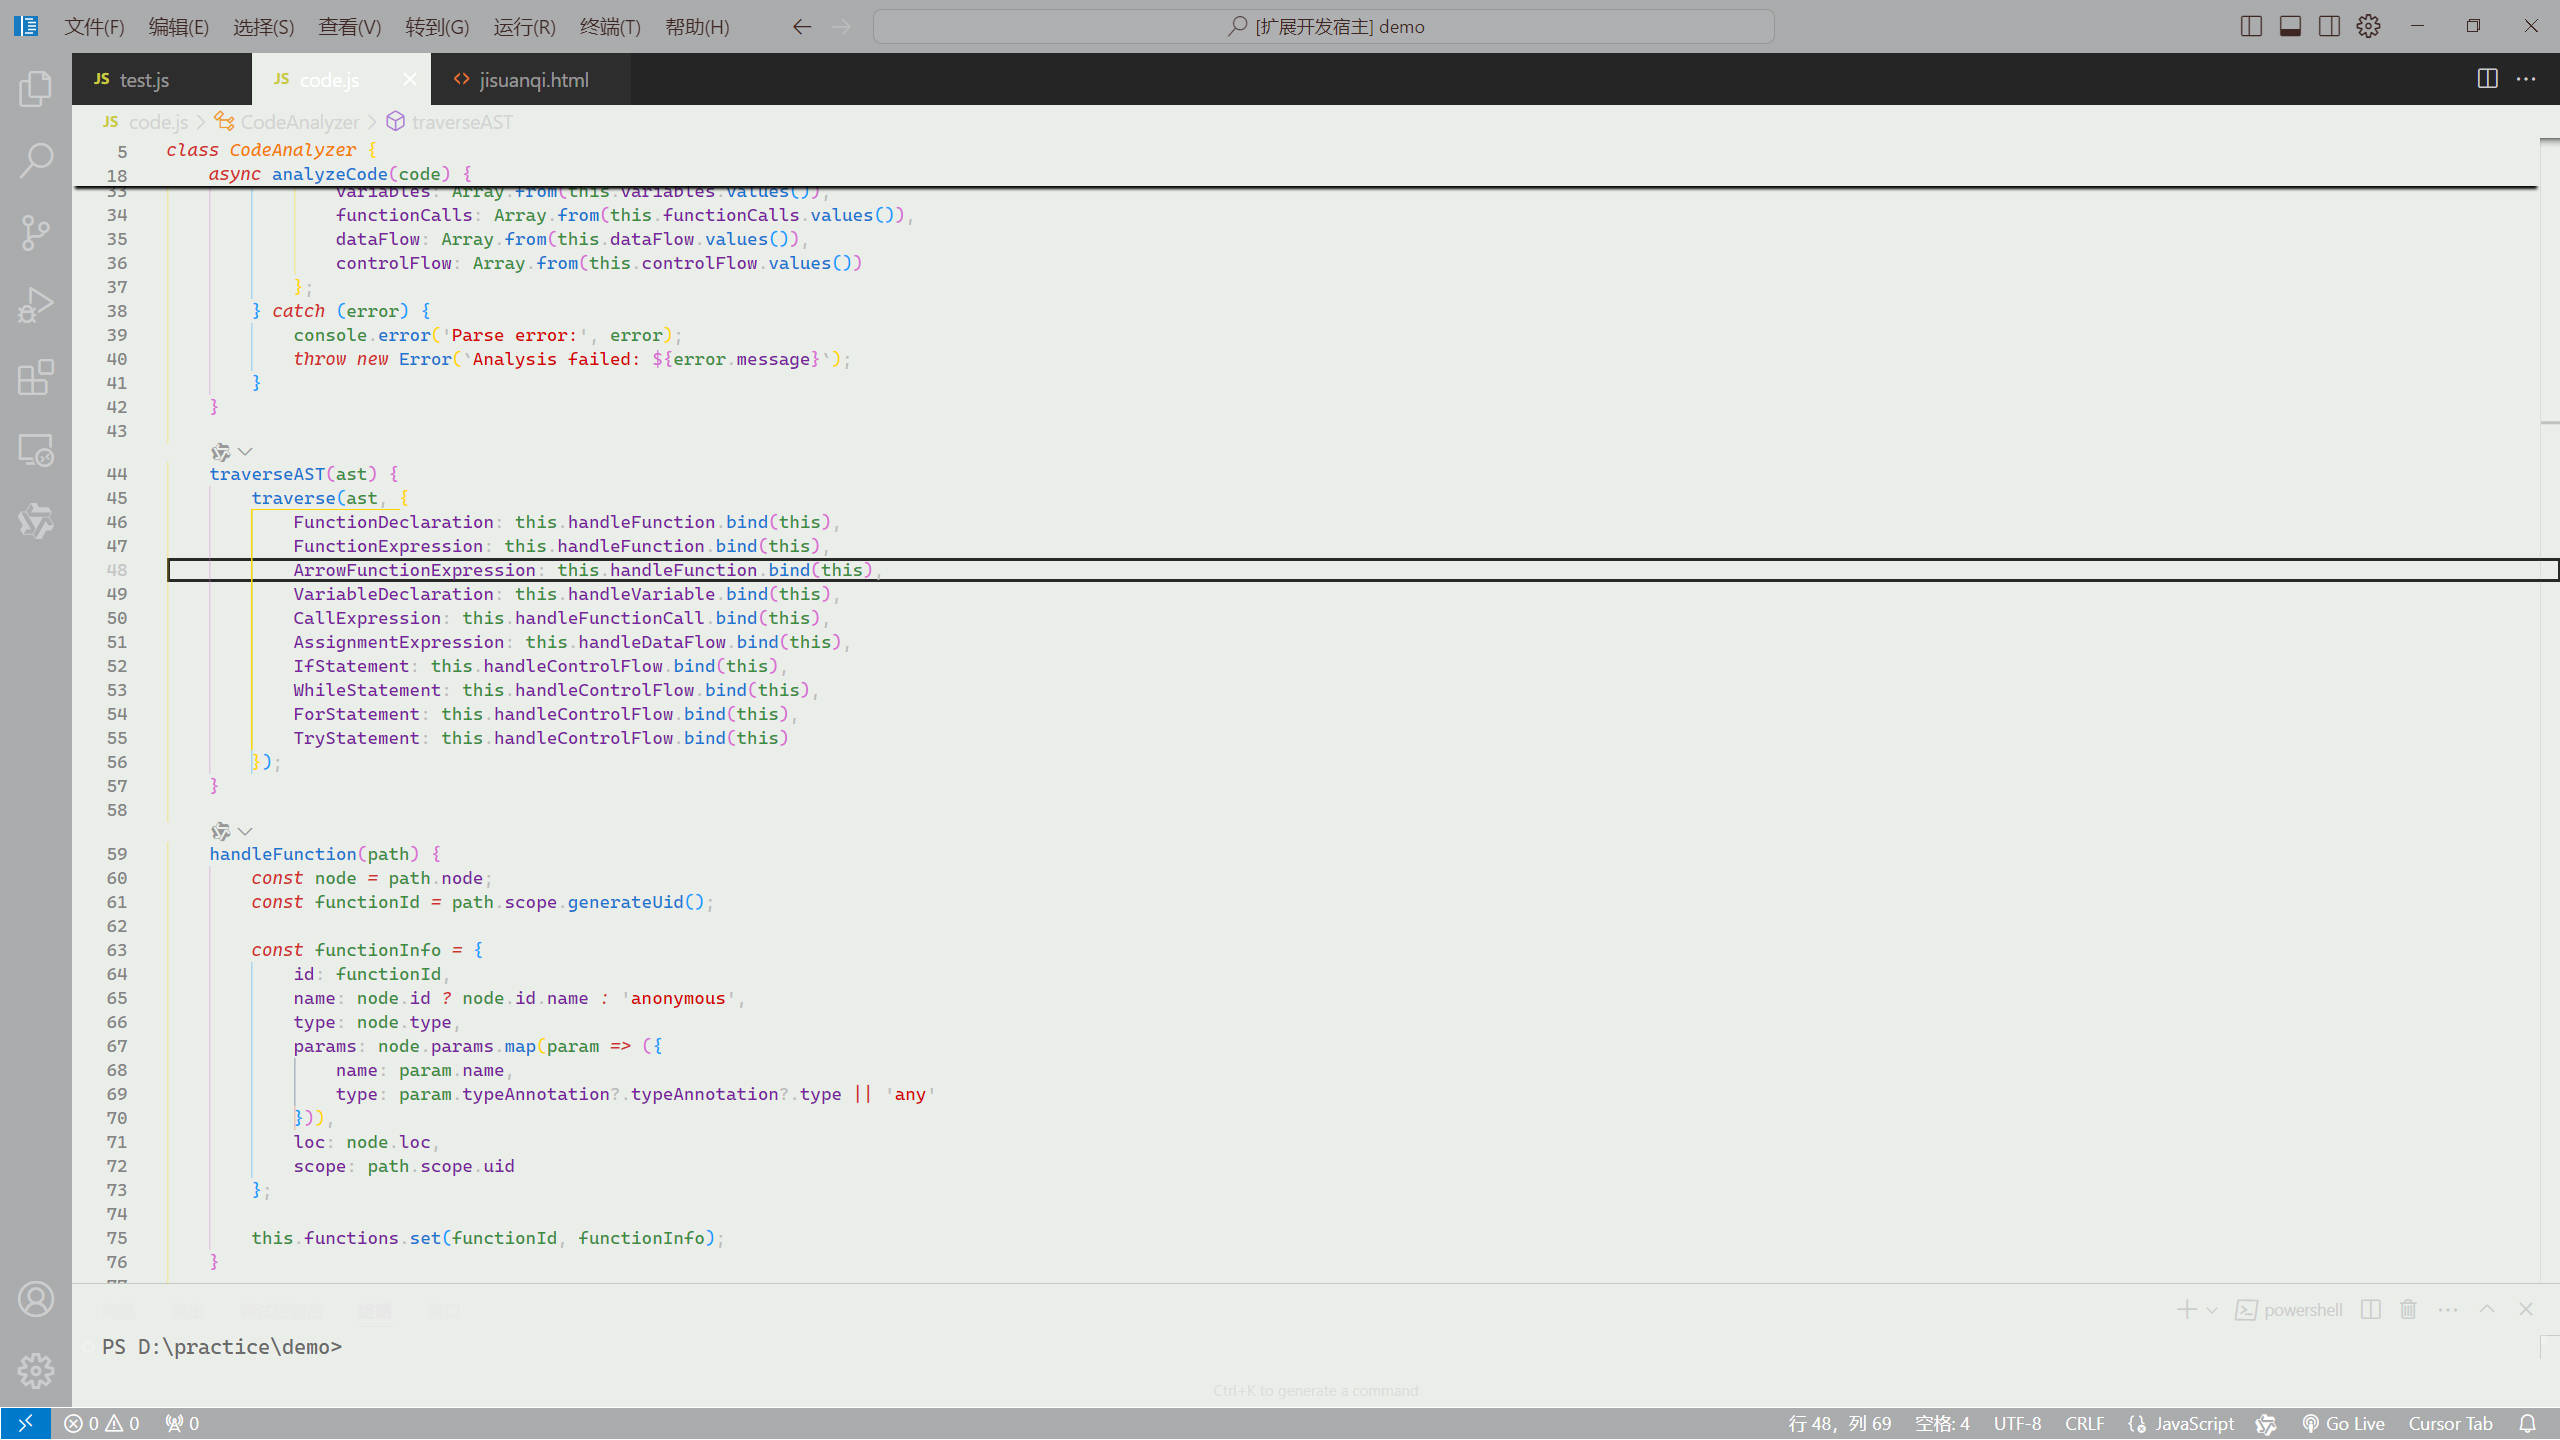 文件(F) 编辑(E) 选择(S) 查看(V) 转到(G) 运行(R) 终端(T) 帮助(H) [扩展开发宿主] demo
JS test.js JS code.js jisuanqi.html
JS code.js CodeAnalyzer traverseAST
5 class CodeAnalyzer {
18 async analyzeCode(code) {
33 variables: Array.from(this.variables.values()),
34 functionCalls: Array.from(this.functionCalls.values()),
35 dataFlow: Array.from(this.dataFlow.values()),
36 controlFlow: Array.from(this.controlFlow.values())
37 };
38 } catch (error) {
39 console.error('Parse error:', error);
40 throw new Error(`Analysis failed: ${error.message}`);
41 }
42 }
43
44 traverseAST(ast) {
45 traverse(ast, {
46 FunctionDeclaration: this.handleFunction.bind(this),
47 FunctionExpression: this.handleFunction.bind(this),
48 ArrowFunctionExpression: this.handleFunction.bind(this),
49 VariableDeclaration: this.handleVariable.bind(this),
50 CallExpression: this.handleFunctionCall.bind(this),
51 AssignmentExpression: this.handleDataFlow.bind(this),
52 IfStatement: this.handleControlFlow.bind(this),
53 WhileStatement: this.handleControlFlow.bind(this),
54 ForStatement: this.handleControlFlow.bind(this),
55 TryStatement: this.handleControlFlow.bind(this)
56 });
57 }
58
59 handleFunction(path) {
60 const node = path.node;
61 const functionId = path.scope.generateUid();
62
63 const functionInfo = {
64 id: functionId,
65 name: node.id ? node.id.name : 'anonymous',
66 type: node.type,
67 params: node.params.map(param => ({
68 name: param.name,
69 type: param.typeAnnotation?.typeAnnotation?.type || 'any'
70 })),
71 loc: node.loc,
72 scope: path.scope.uid
73 };
74
75 this.functions.set(functionId, functionInfo);
76 }
powershell
PS D:\practice\demo>
Ctrl+K to generate a command
0 0 0 行 48，列 69 空格: 4 UTF-8 CRLF JavaScript Go Live Cursor Tab